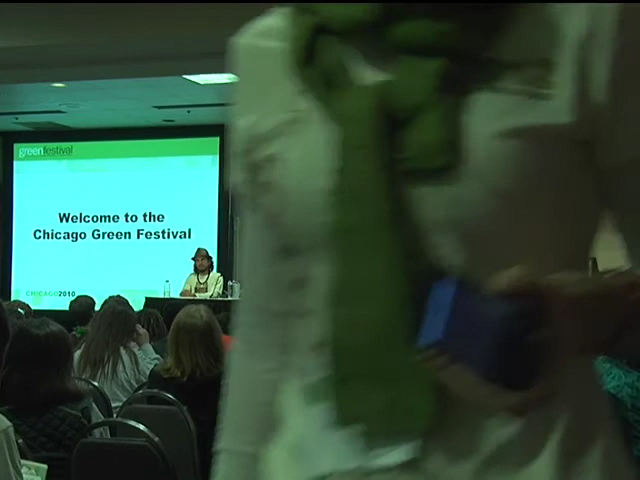 greenfestival
Welcome to the
Chicago Green Festival
CHICAGO2010